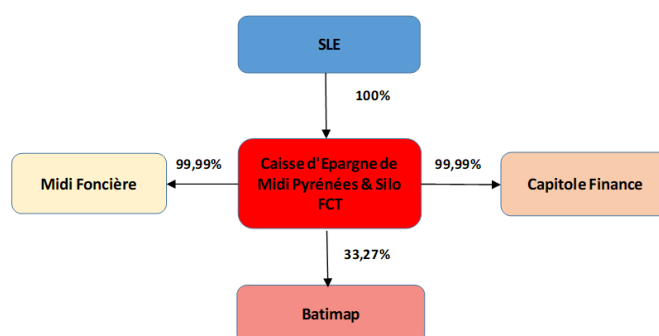 SLE
100%
Midi Foncière
99,99%
Caisse d'Epargne de
Midi Pyrénées & Silo
FCT
99,99%
Capitole Finance
33,27%
Batimap